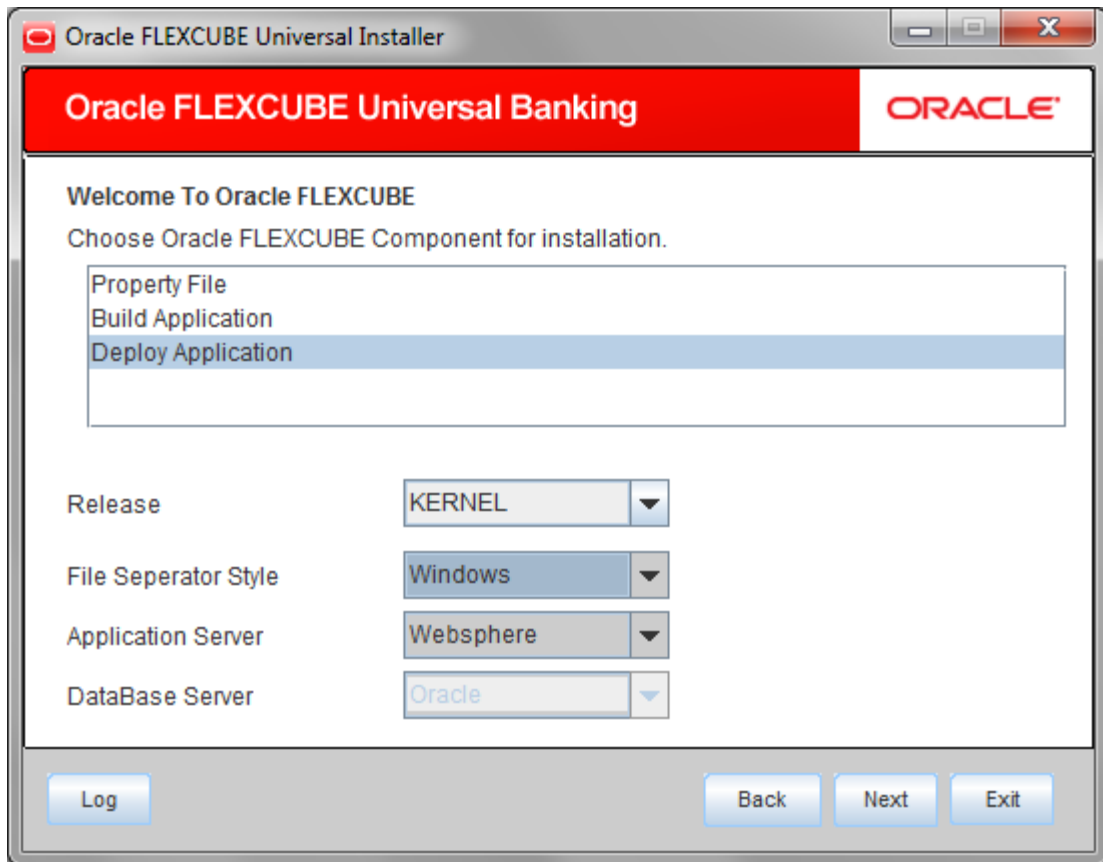 Oracle FLEXCUBE Universal Installer
Oracle FLEXCUBE Universal Banking
ORACLE
Welcome To Oracle FLEXCUBE
Choose Oracle FLEXCUBE Component for installation.
Property File
Build Application
Deploy Application
Release KERNEL
File Seperator Style Windows
Application Server Websphere
DataBase Server Oracle
Log Back Next Exit